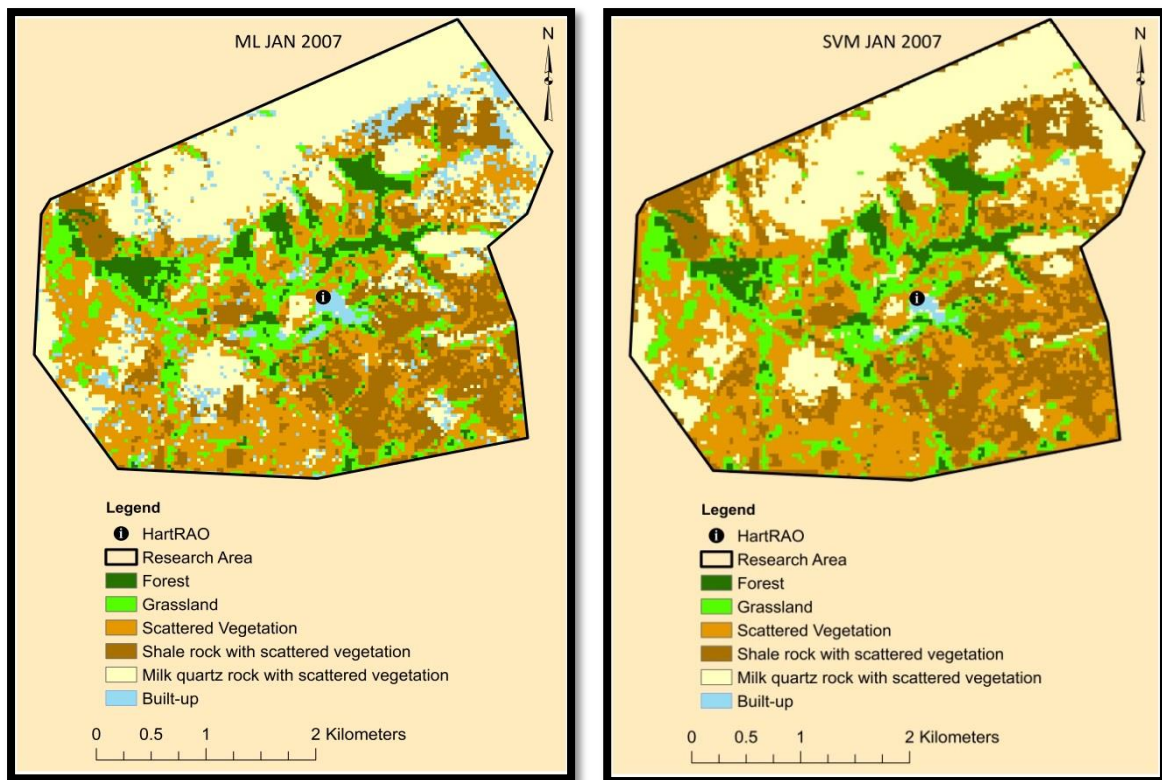 ML JAN 2007
N
i
Legend
i HartRAO
Research Area
Forest
Grassland
Scattered Vegetation
Shale rock with scattered vegetation
Milk quartz rock with scattered vegetation
Built-up
0 0.5 1 2 Kilometers
SVM JAN 2007
N
i
Legend
i HartRAO
Research Area
Forest
Grassland
Scattered Vegetation
Shale rock with scattered vegetation
Milk quartz rock with scattered vegetation
Built-up
0 0.5 1 2 Kilometers